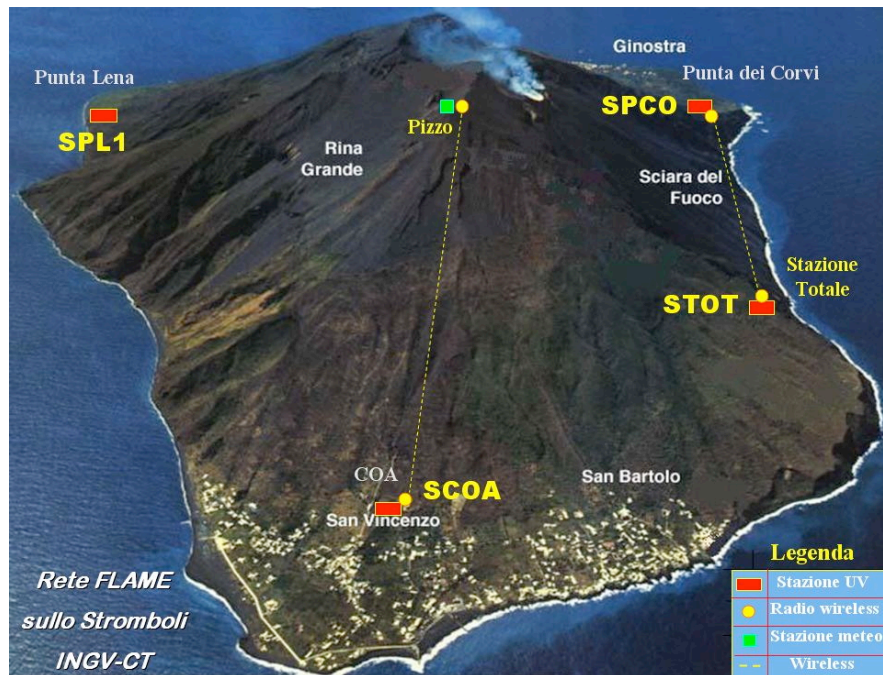 Ginostra
Punta Lena
Punta dei Corvi
SPL1
SPCO
Pizzo
Rina
Grande
Sciara del
Fuoco
Stazione
Totale
STOT
COA
SCOA
San Bartolo
San Vincenzo
Rete FLAME
sullo Stromboli
INGV-CT
Legenda
Stazione UV
Radio wireless
Stazione meteo
Wireless